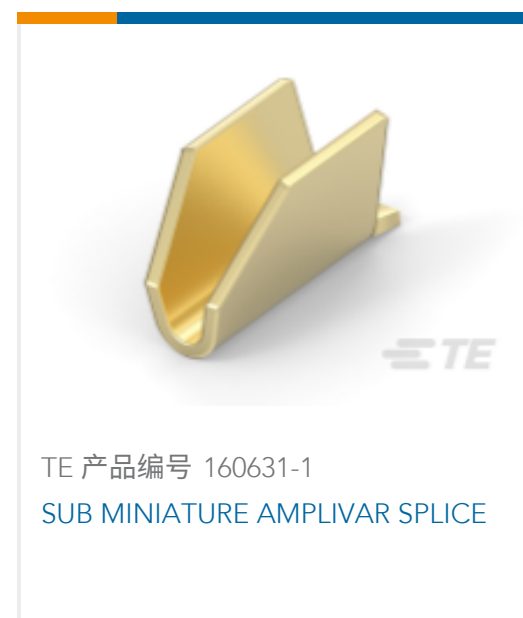 TE
TE 产品编号 160631-1
SUB MINIATURE AMPLIVAR SPLICE